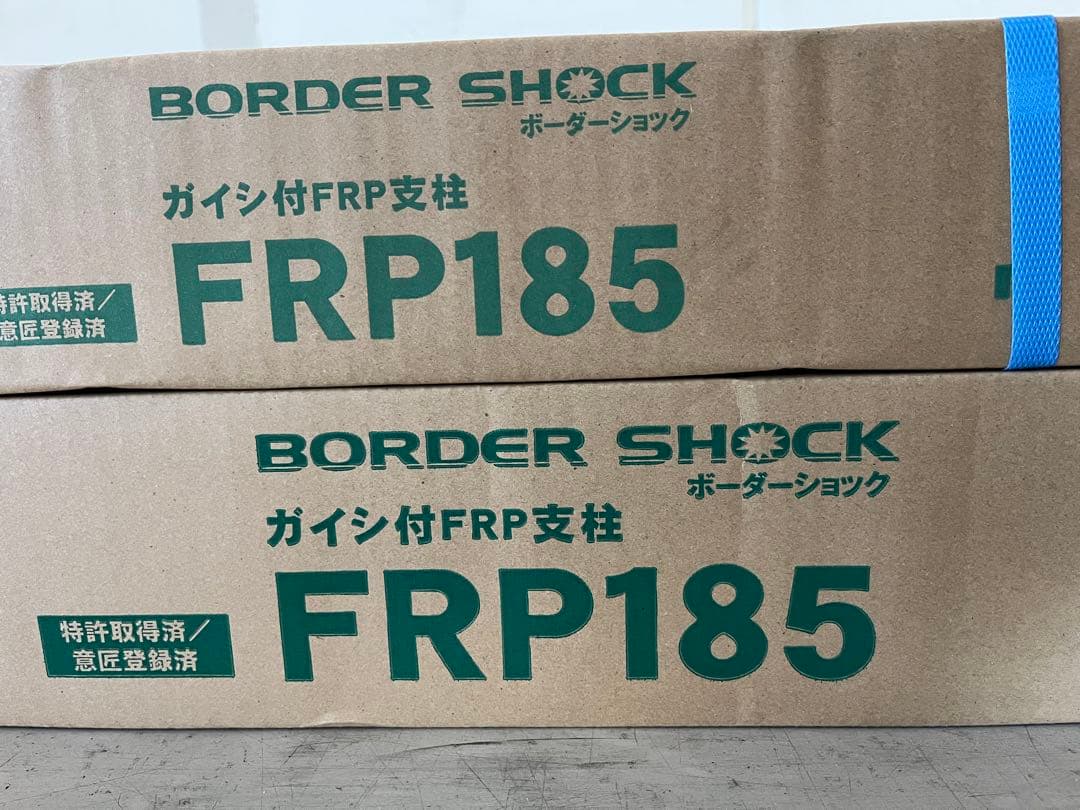 BORDER SHOCK
ボーダーショック
ガイシ付FRP支柱
FRP185
特許取得済/
意匠登録済
BORDER SHOCK
ボーダーショック
ガイシ付FRP支柱
FRP185
特許取得済/
意匠登録済